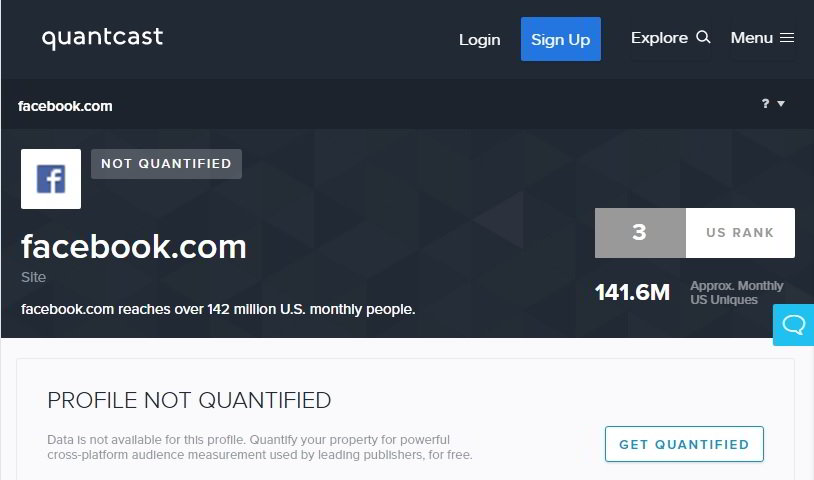 quantcast
Login
Sign Up
Explore
Menu
facebook.com
?
NOT QUANTIFIED
facebook.com
Site
facebook.com reaches over 142 million U.S. monthly people.
3
US RANK
141.6M
Approx. Monthly
US Uniques
PROFILE NOT QUANTIFIED
Data is not available for this profile. Quantify your property for powerful
cross-platform audience measurement used by leading publishers, for free.
GET QUANTIFIED